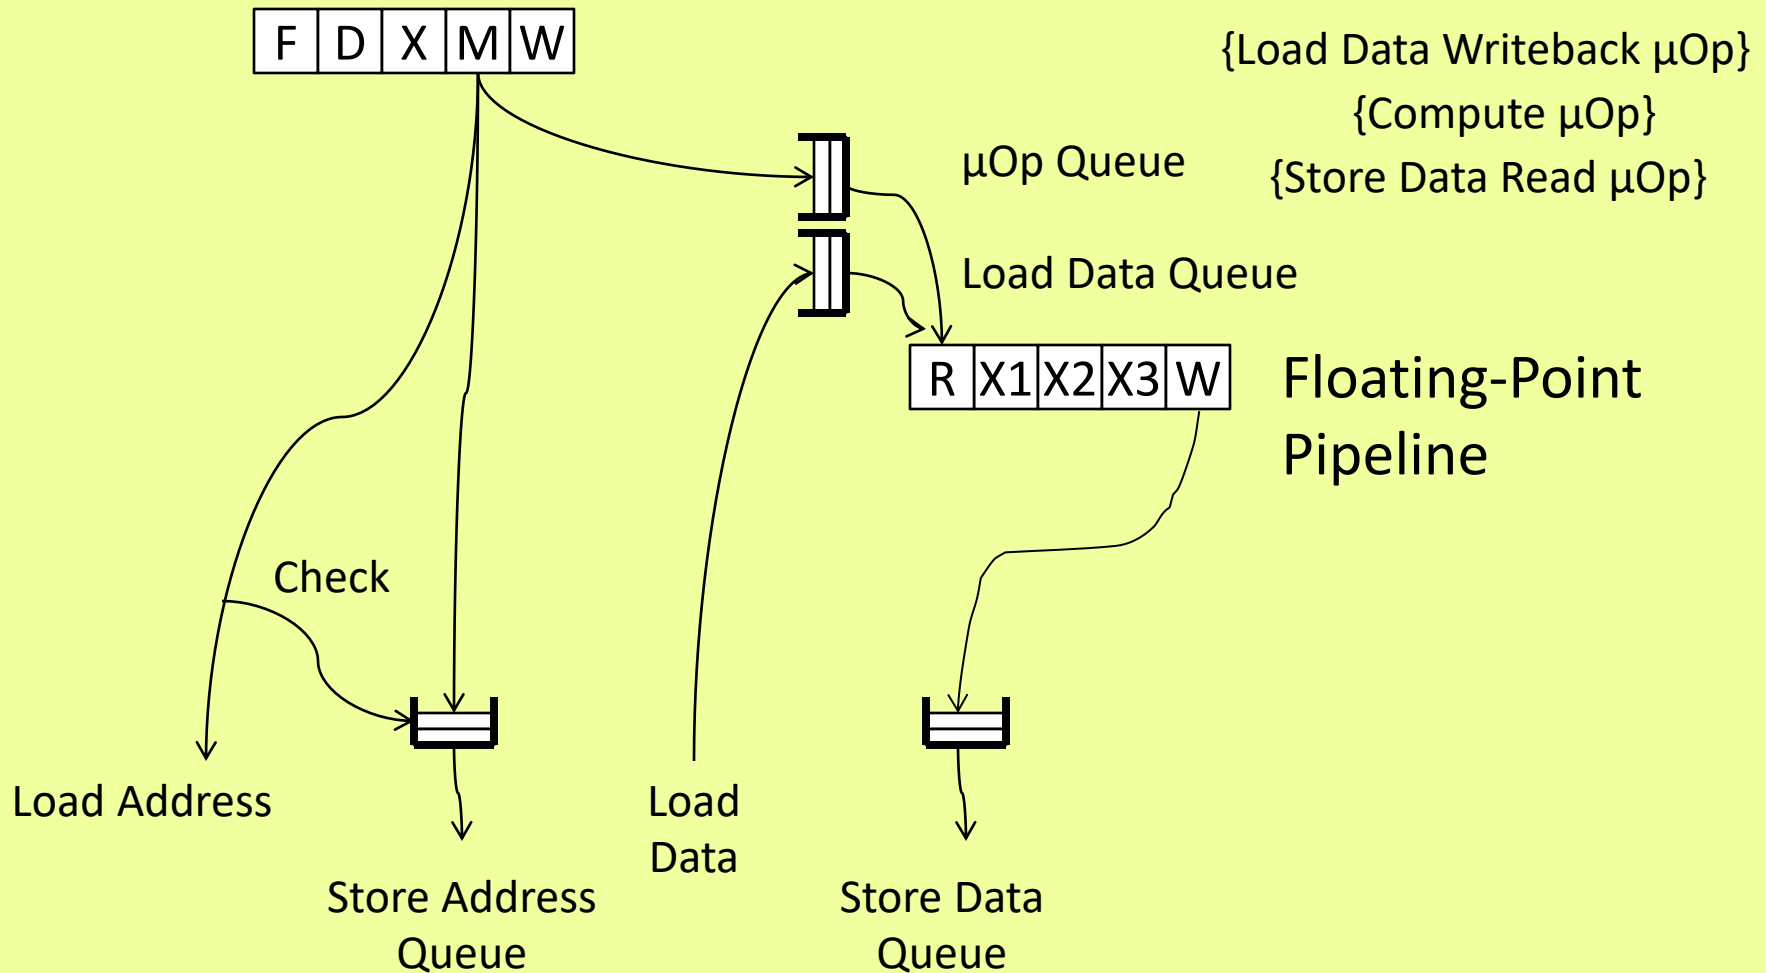 F D X M W
{Load Data Writeback µOp}
{Compute µOp}
µOp Queue
{Store Data Read µOp}
Load Data Queue
R X1 X2 X3 W
Floating-Point
Pipeline
Check
Load Address
Load
Data
Store Address
Queue
Store Data
Queue